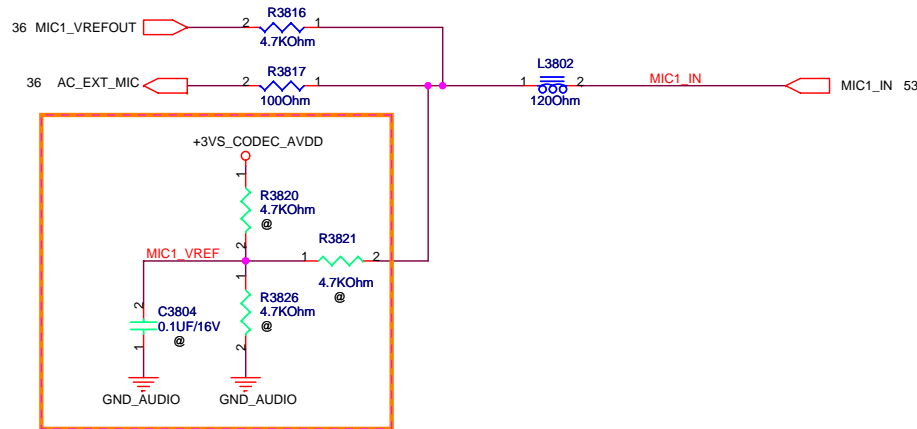 R3816
36 MIC1_VREFOUT 2 1
4.7KOhm
R3817
36 AC_EXT_MIC 2 1
100Ohm
L3802
1 2 MIC1_IN
120Ohm
MIC1_IN 53
+3VS_CODEC_AVDD
1
R3820
4.7KOhm
@
2
MIC1_VREF
R3821
1 2
4.7KOhm
@
1
R3826
4.7KOhm
@
2
2
C3804
0.1UF/16V
@
1
GND_AUDIO
GND_AUDIO